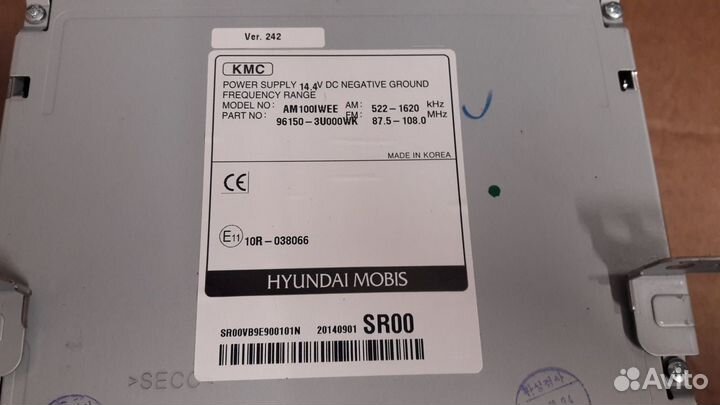 Ver. 242
KMC
POWER SUPPLY 14.4V DC NEGATIVE GROUND
FREQUENCY RANGE
MODEL NO: AM100IWEE AM: 522-1620 kHz
PART NO: 96150-3U000WK FM: 87.5-108.0 MHz
MADE IN KOREA
CE
E11 10R-038066
HYUNDAI MOBIS
SR00VB9E900101N 20140901 SR00
>SECC
Avito